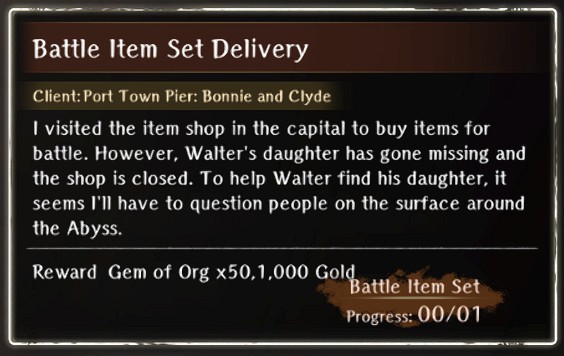 Battle Item Set Delivery
Client: Port Town Pier: Bonnie and Clyde
I visited the item shop in the capital to buy items for
battle. However, Walter's daughter has gone missing and
the shop is closed. To help Walter find his daughter, it
seems I'll have to question people on the surface around
the Abyss.
Reward Gem of Org x50,1,000 Gold
Battle Item Set
Progress: 00/01